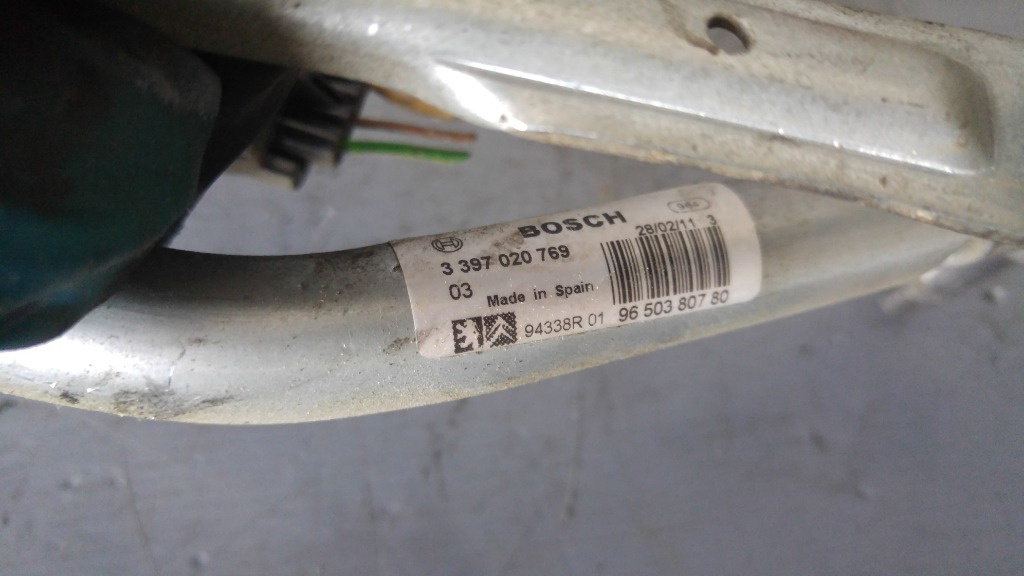 BOSCH
28/02/11 3
3 397 020 769
03 Made in Spain
94338R 01 96 503 807 80